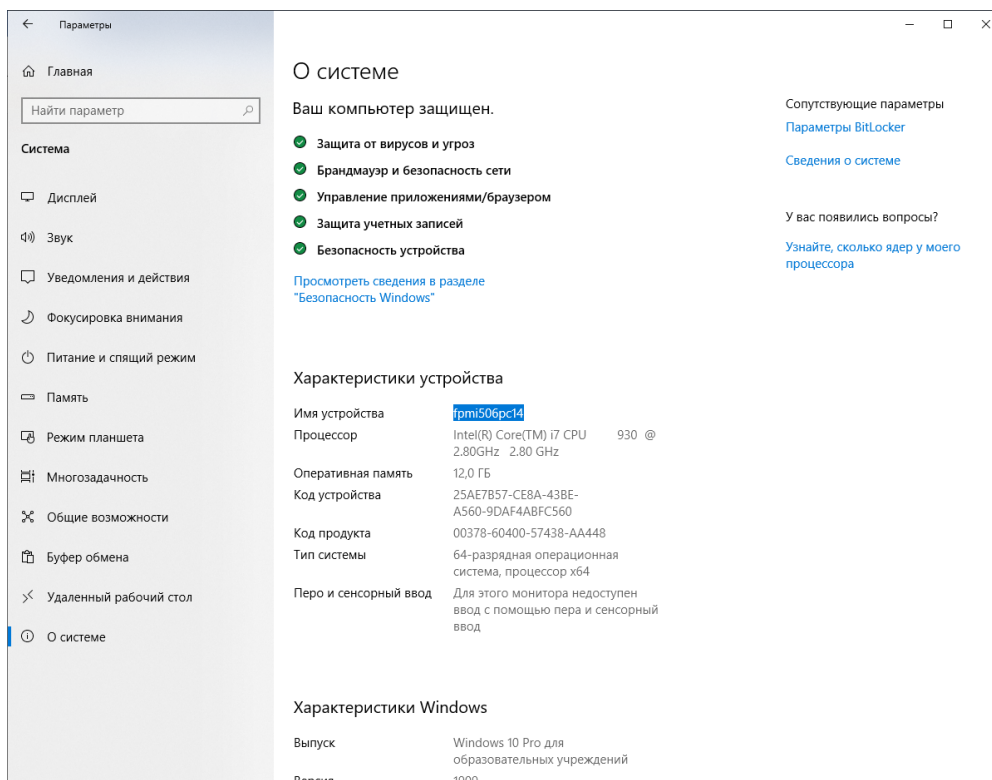 Параметры
Главная
Найти параметр
Система
Дисплей
Звук
Уведомления и действия
Фокусировка внимания
Питание и спящий режим
Память
Режим планшета
Многозадачность
Общие возможности
Буфер обмена
Удаленный рабочий стол
О системе
О системе
Ваш компьютер защищен.
Защита от вирусов и угроз
Брандмауэр и безопасность сети
Управление приложениями/браузером
Защита учетных записей
Безопасность устройства
Просмотреть сведения в разделе
"Безопасность Windows"
Характеристики устройства
Имя устройства fpmi506pc14
Процессор Intel(R) Core(TM) i7 CPU 930 @
2.80GHz 2.80 GHz
Оперативная память 12,0 ГБ
Код устройства 25AE7B57-CE8A-43BE-
A560-9DAF4ABFC560
Код продукта 00378-60400-57438-AA448
Тип системы 64-разрядная операционная
система, процессор x64
Перо и сенсорный ввод Для этого монитора недоступен
ввод с помощью пера и сенсорный
ввод
Характеристики Windows
Выпуск Windows 10 Pro для
образовательных учреждений
Версия
Сопутствующие параметры
Параметры BitLocker
Сведения о системе
У вас появились вопросы?
Узнайте, сколько ядер у моего
процессора